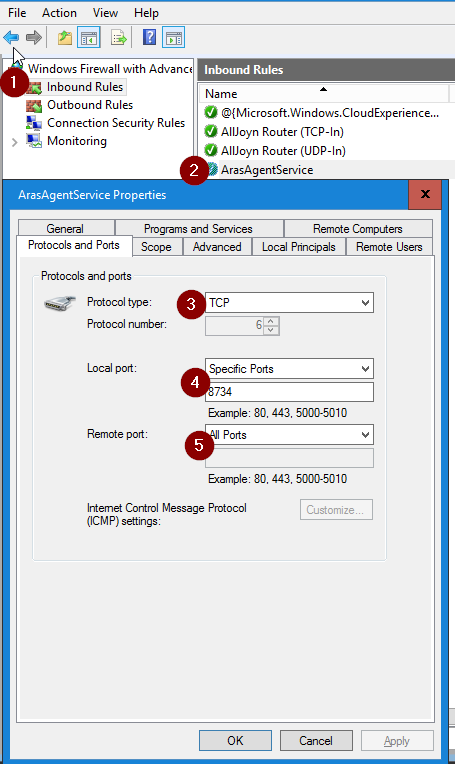 File Action View Help
Windows Firewall with Advance
Inbound Rules
1 Inbound Rules
Outbound Rules
Connection Security Rules
Monitoring
Name
@{Microsoft.Windows.CloudExperience...
AllJoyn Router (TCP-In)
AllJoyn Router (UDP-In)
2 ArasAgentService
ArasAgentService Properties x
General Programs and Services Remote Computers
Protocols and Ports Scope Advanced Local Principals Remote Users
Protocols and ports
Protocol type: 3 TCP
Protocol number: 6
Local port: Specific Ports
4 8734
Example: 80, 443, 5000-5010
Remote port: All Ports
5
Example: 80, 443, 5000-5010
Internet Control Message Protocol
(ICMP) settings: Customize...
OK Cancel Apply